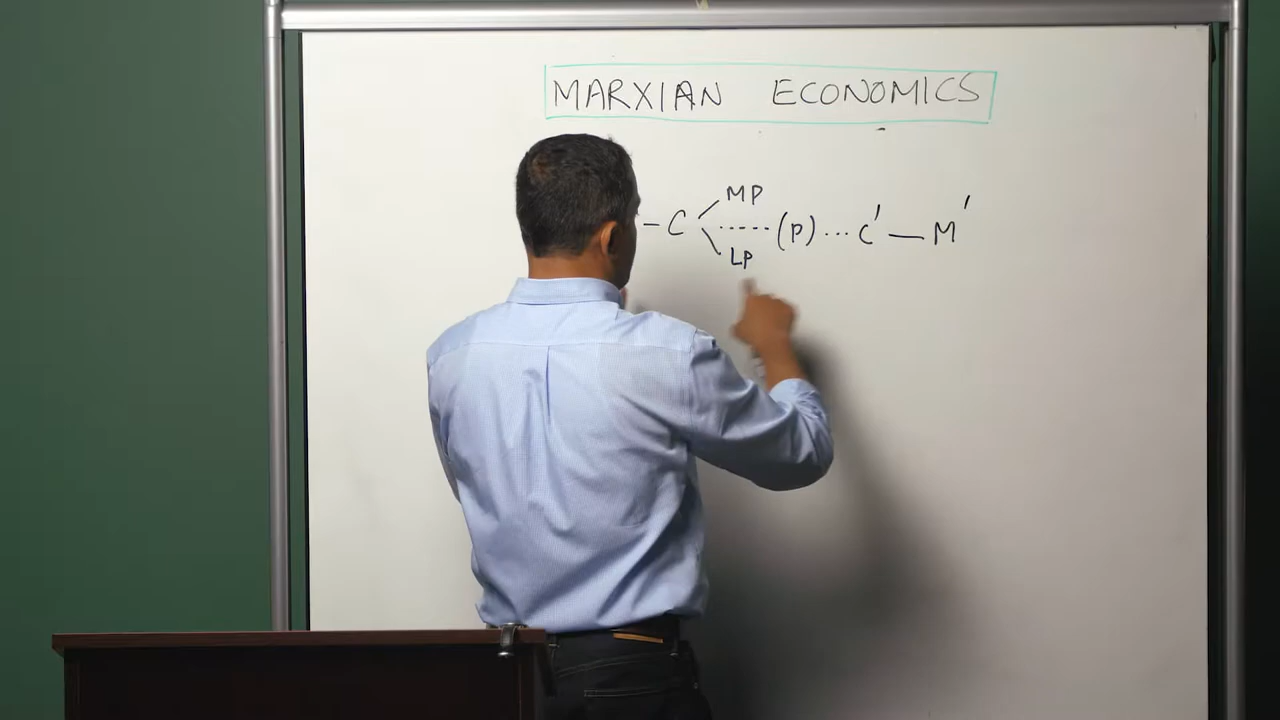 MARXIAN ECONOMICS
MP
– C ...... (P) ... C' — M'
LP